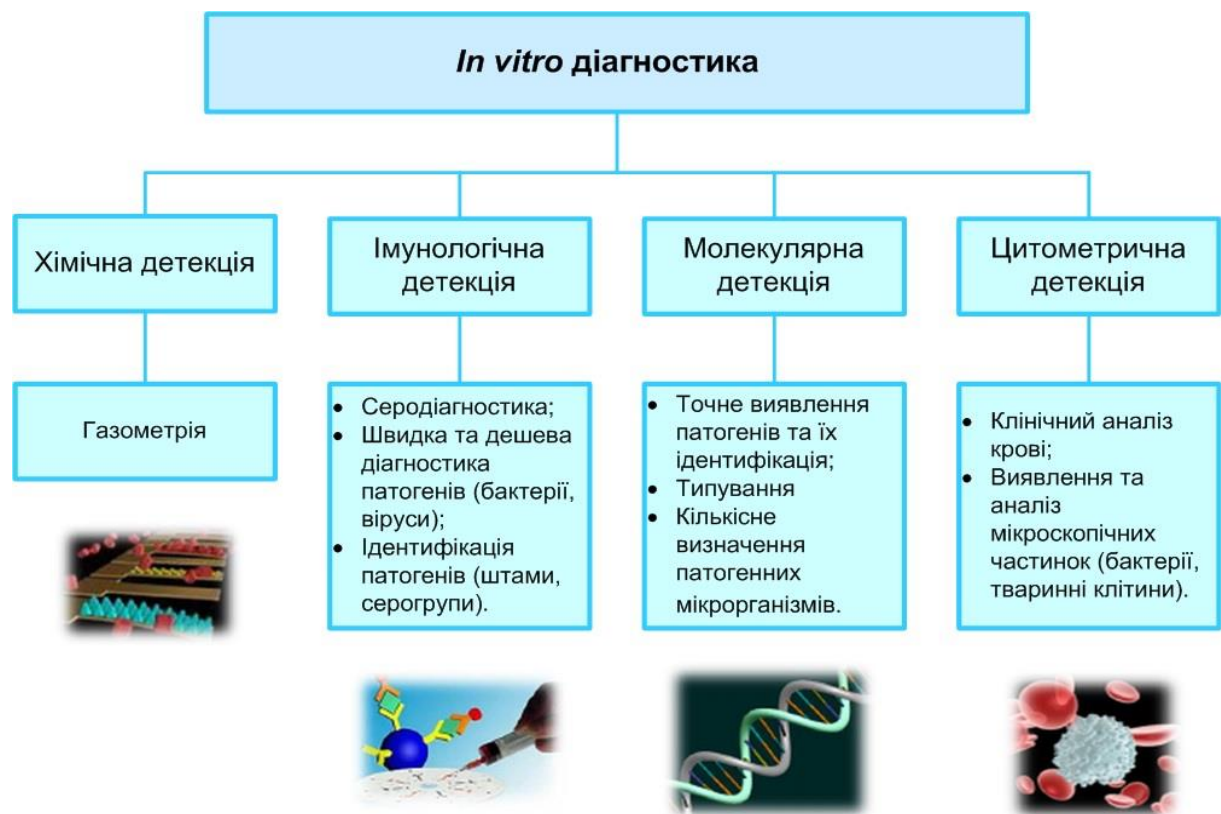 In vitro діагностика
Хімічна детекція
Імунологічна
детекція
Молекулярна
детекція
Цитометрична
детекція
Газометрія
• Серодіагностика;
• Швидка та дешева
діагностика
патогенів (бактерії,
віруси);
• Ідентифікація
патогенів (штами,
серогрупи).
• Точне виявлення
патогенів та їх
ідентифікація;
• Типування
• Кількісне
визначення
патогенних
мікрорганізмів.
• Клінічний аналіз
крові;
• Виявлення та
аналіз
мікроскопічних
частинок (бактерії,
тваринні клітини).